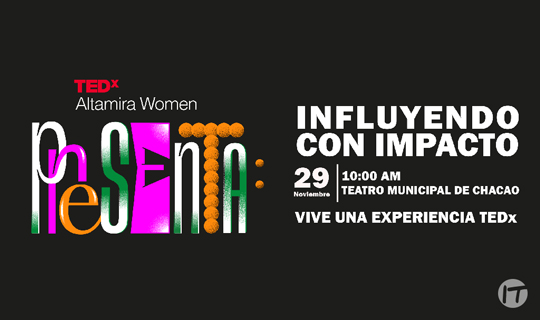 TEDx
Altamira Women
PRESENTA:
INFLUYENDO
CON IMPACTO
29
Noviembre
10:00 AM
TEATRO MUNICIPAL DE CHACAO
VIVE UNA EXPERIENCIA TEDx
IT